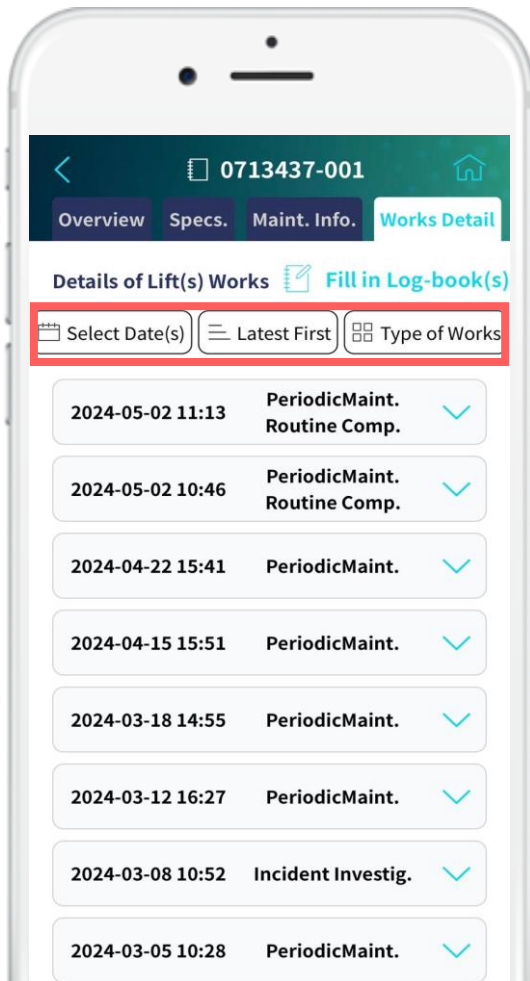 0713437-001
Overview Specs. Maint. Info. Works Detail
Details of Lift(s) Works Fill in Log-book(s)
Select Date(s) Latest First Type of Works
2024-05-02 11:13 PeriodicMaint.
Routine Comp.
2024-05-02 10:46 PeriodicMaint.
Routine Comp.
2024-04-22 15:41 PeriodicMaint.
2024-04-15 15:51 PeriodicMaint.
2024-03-18 14:55 PeriodicMaint.
2024-03-12 16:27 PeriodicMaint.
2024-03-08 10:52 Incident Investig.
2024-03-05 10:28 PeriodicMaint.